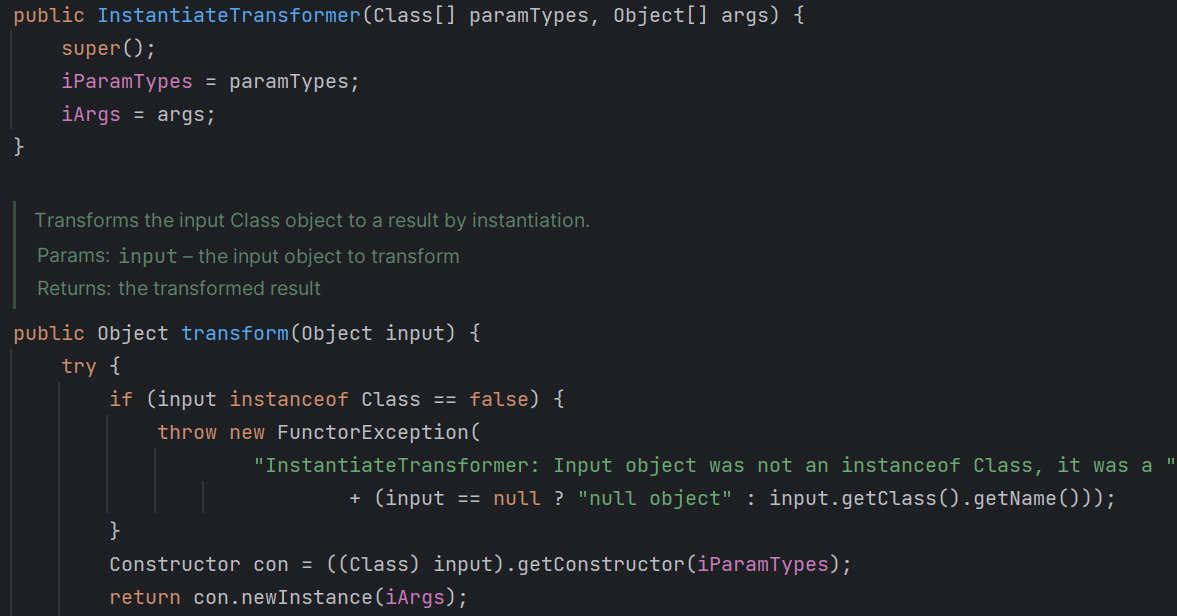 public InstantiateTransformer(Class[] paramTypes, Object[] args) {
super();
iParamTypes = paramTypes;
iArgs = args;
}
Transforms the input Class object to a result by instantiation.
Params: input – the input object to transform
Returns: the transformed result
public Object transform(Object input) {
try {
if (input instanceof Class == false) {
throw new FunctorException(
"InstantiateTransformer: Input object was not an instanceof Class, it was a "
+ (input == null ? "null object" : input.getClass().getName()));
}
Constructor con = ((Class) input).getConstructor(iParamTypes);
return con.newInstance(iArgs);